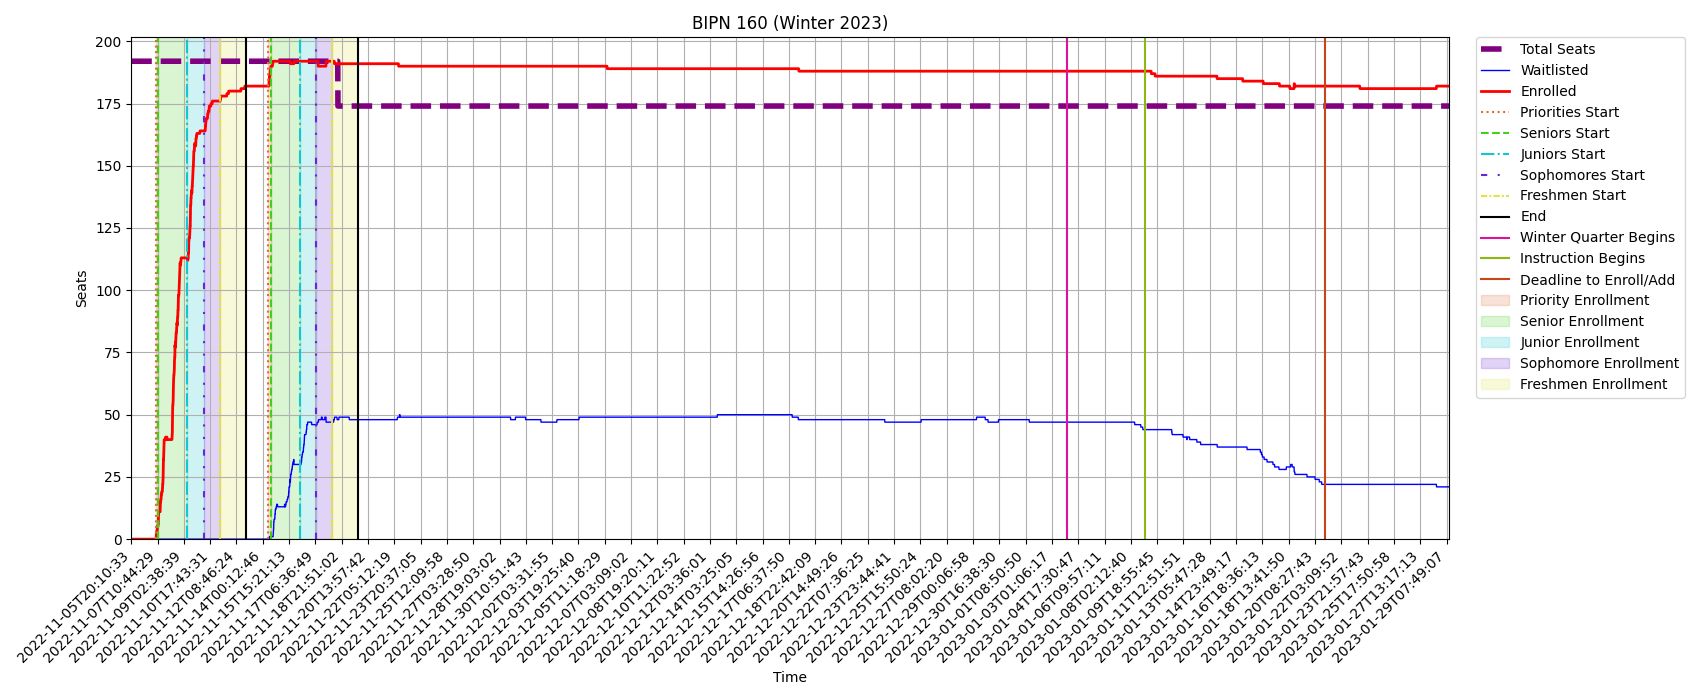 BIPN 160 (Winter 2023)
Seats
200
175
150
125
100
75
50
25
0
2022-11-05T20:10:33
2022-11-07T10:44:29
2022-11-09T02:38:39
2022-11-10T17:43:31
2022-11-12T08:46:24
2022-11-14T00:12:46
2022-11-15T15:21:13
2022-11-17T06:36:49
2022-11-18T21:51:02
2022-11-20T13:57:42
2022-11-22T05:12:19
2022-11-23T20:37:05
2022-11-25T12:09:58
2022-11-27T03:28:50
2022-11-28T19:03:02
2022-11-30T10:51:43
2022-12-02T03:31:55
2022-12-03T19:25:40
2022-12-05T11:18:29
2022-12-07T03:09:02
2022-12-08T19:20:11
2022-12-10T11:22:52
2022-12-12T03:36:01
2022-12-14T03:25:05
2022-12-15T14:26:56
2022-12-17T06:37:50
2022-12-18T22:42:09
2022-12-20T14:49:26
2022-12-22T07:36:25
2022-12-23T23:44:41
2022-12-25T15:50:24
2022-12-27T08:02:20
2022-12-29T00:06:58
2022-12-30T16:38:30
2023-01-01T08:50:50
2023-01-03T01:06:17
2023-01-04T17:30:47
2023-01-06T09:57:11
2023-01-08T02:12:40
2023-01-09T18:55:45
2023-01-11T12:51:51
2023-01-13T05:47:28
2023-01-14T23:49:17
2023-01-16T18:36:13
2023-01-18T13:41:50
2023-01-20T08:27:43
2023-01-22T03:09:52
2023-01-23T21:57:43
2023-01-25T17:50:58
2023-01-27T13:17:13
2023-01-29T07:49:07
Time
Total Seats
Waitlisted
Enrolled
Priorities Start
Seniors Start
Juniors Start
Sophomores Start
Freshmen Start
End
Winter Quarter Begins
Instruction Begins
Deadline to Enroll/Add
Priority Enrollment
Senior Enrollment
Junior Enrollment
Sophomore Enrollment
Freshmen Enrollment